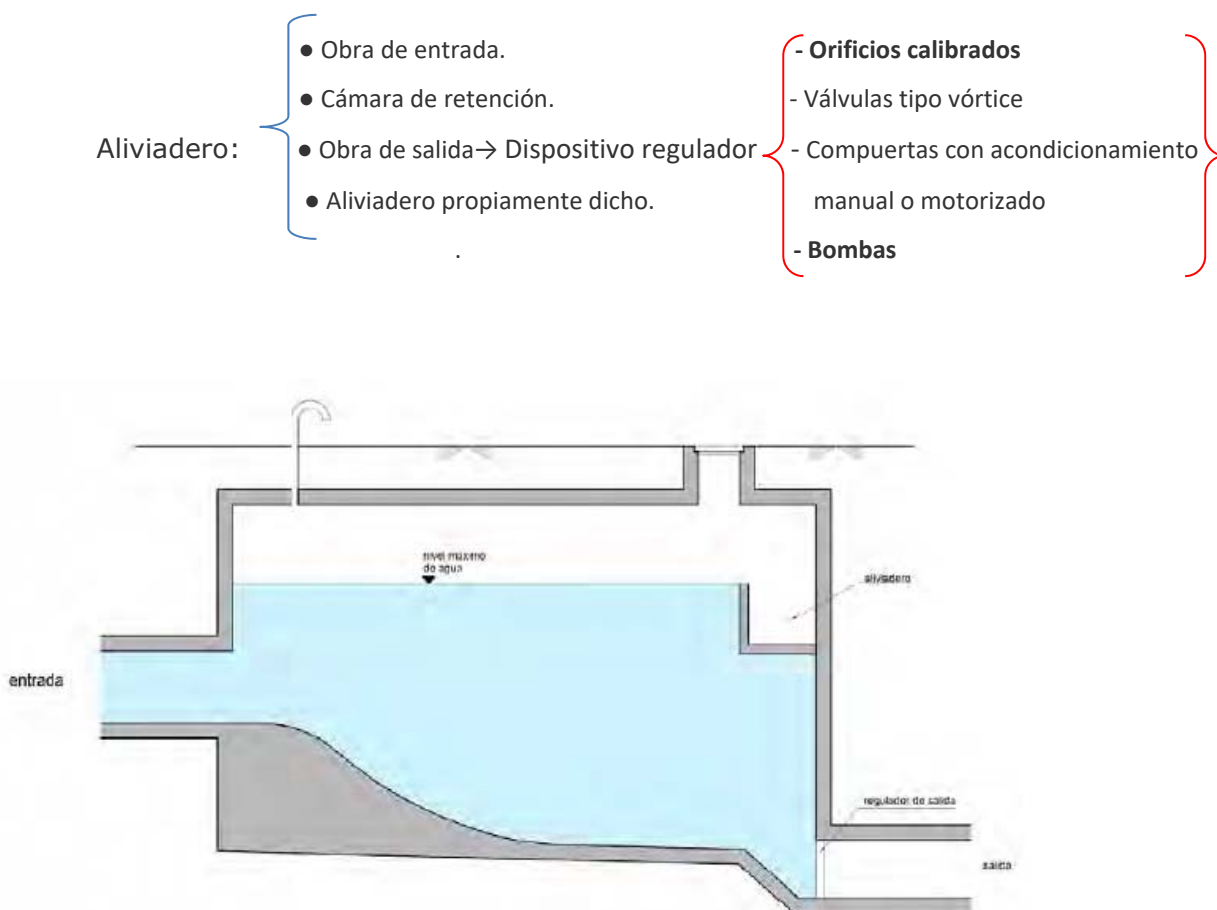 Aliviadero:
● Obra de entrada.
● Cámara de retención.
● Obra de salida→ Dispositivo regulador
● Aliviadero propiamente dicho.
.
- Orificios calibrados
- Válvulas tipo vórtice
- Compuertas con acondicionamiento
manual o motorizado
- Bombas
nivel maximo
de agua
aliviadero
entrada
regulador de salida
salida